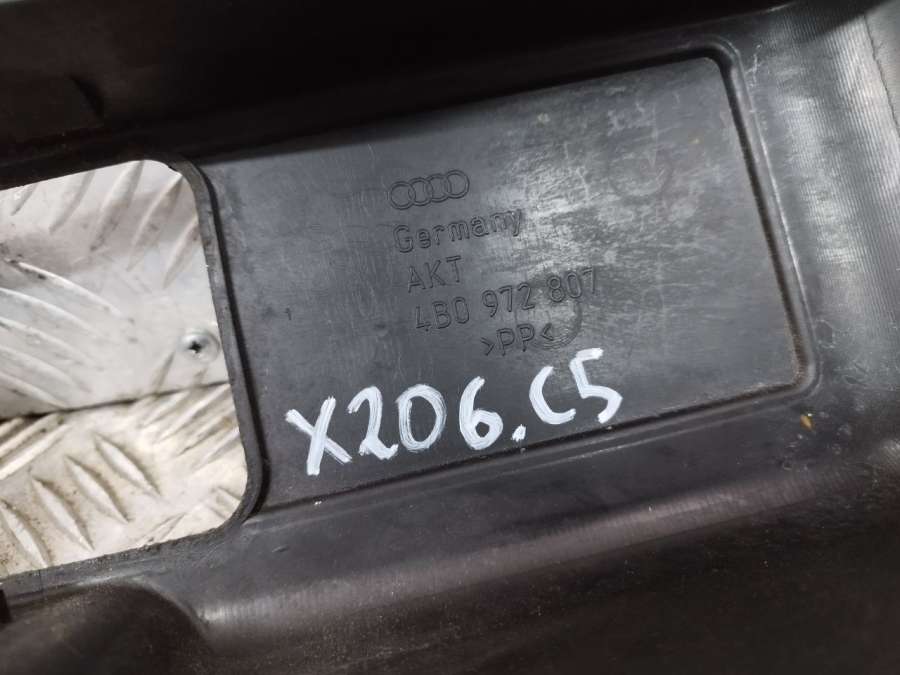 Germany
AKT
4B0 972 807
>PP<
X206.C5